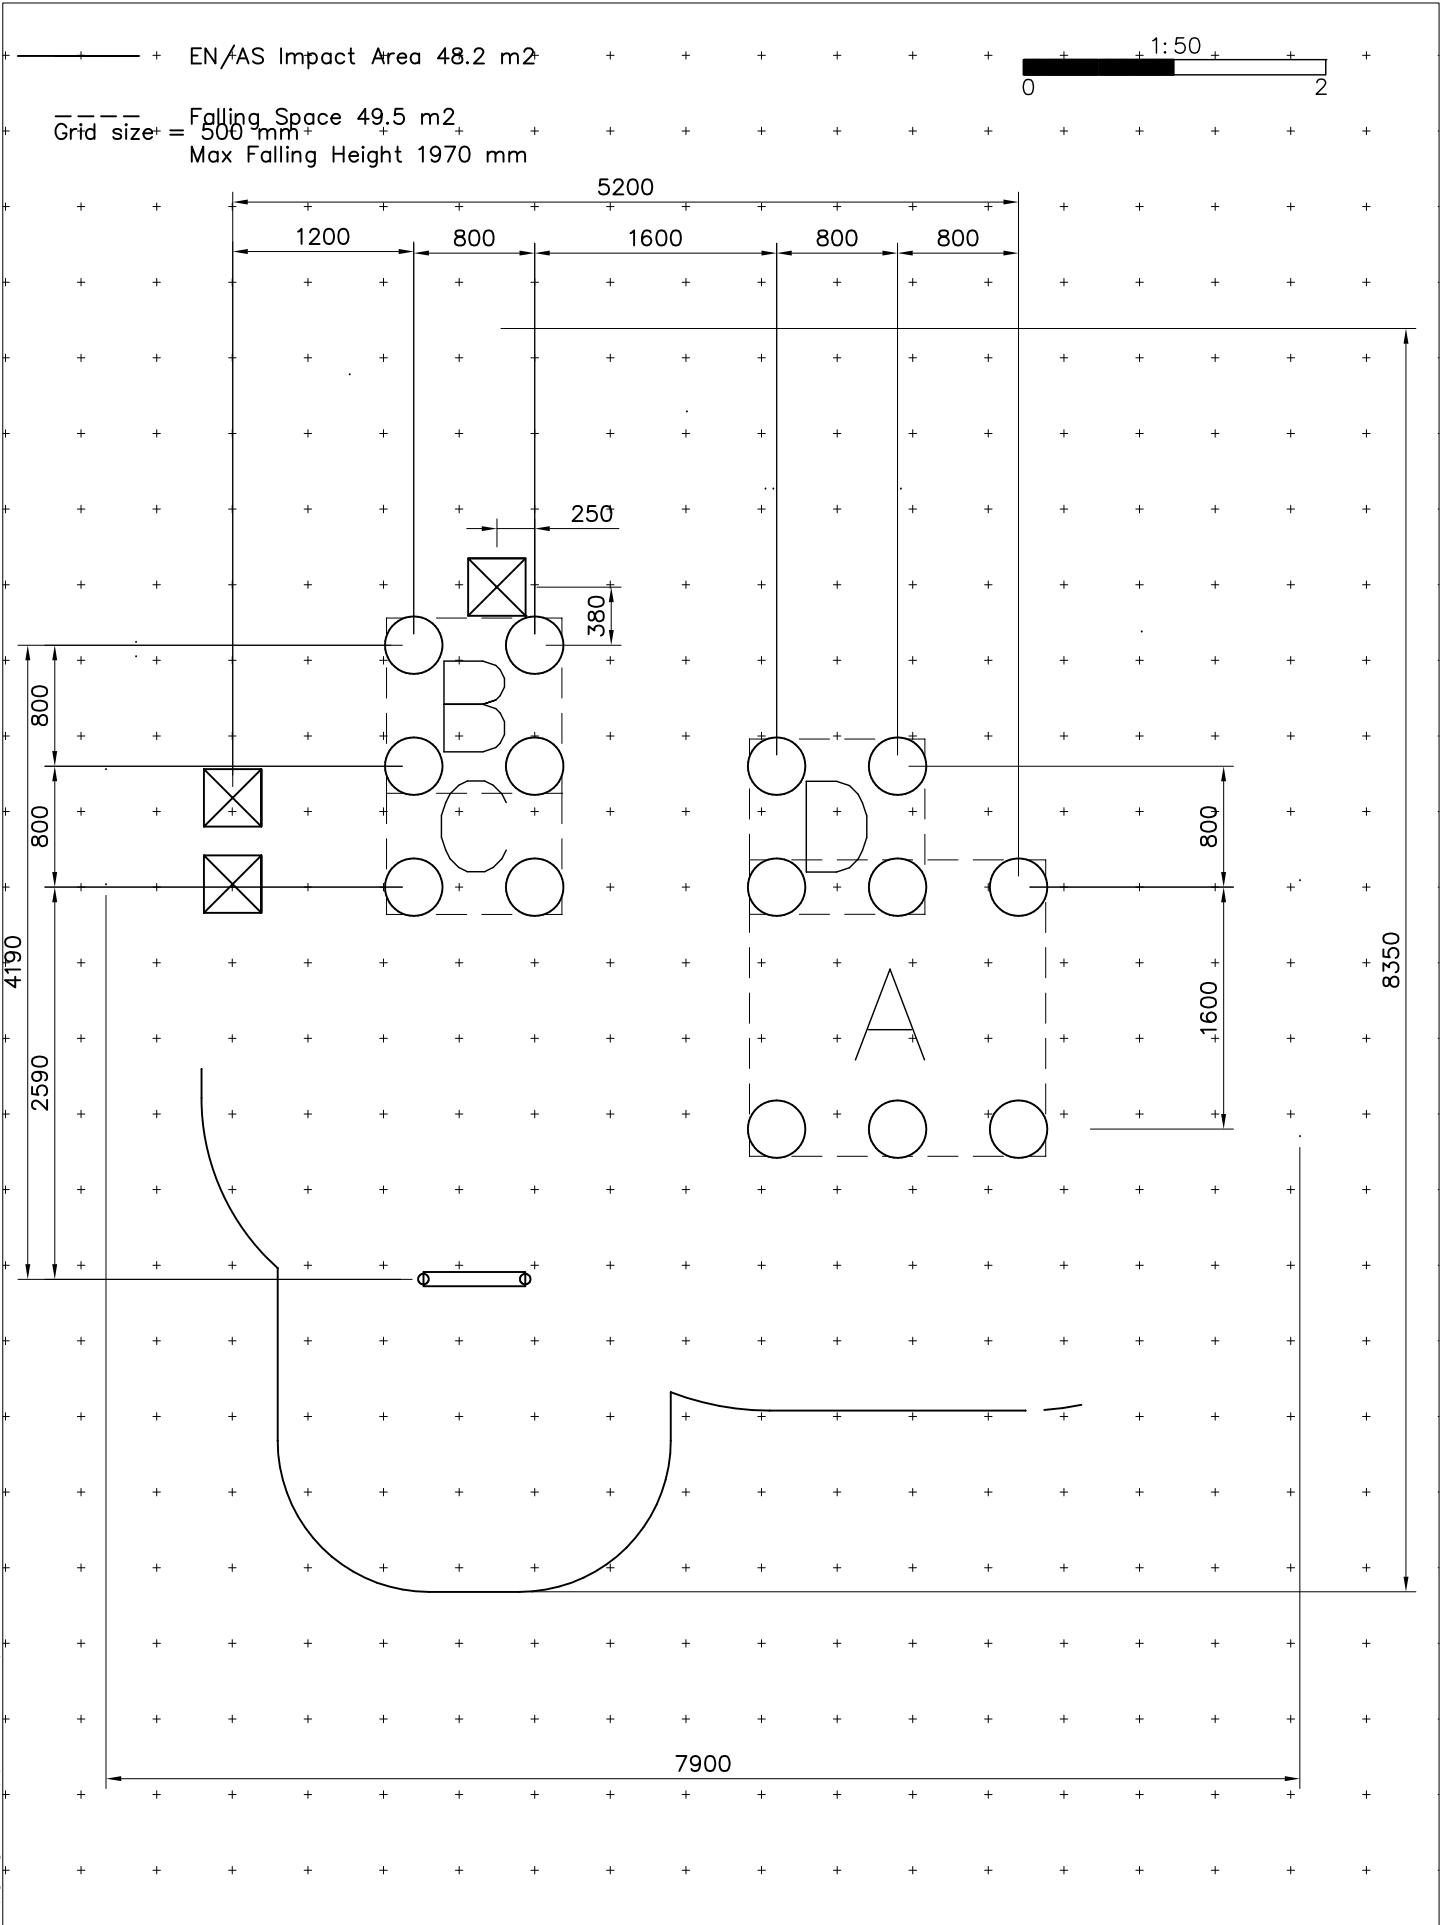 EN/AS Impact Area 48.2 m2
1:50
0 2
Falling Space 49.5 m2
Grid size = 500 mm
Max Falling Height 1970 mm
5200
1200 800 1600 800 800
250
380
800
B
800
C
D
800
4190
8350
A
1600
2590
7900